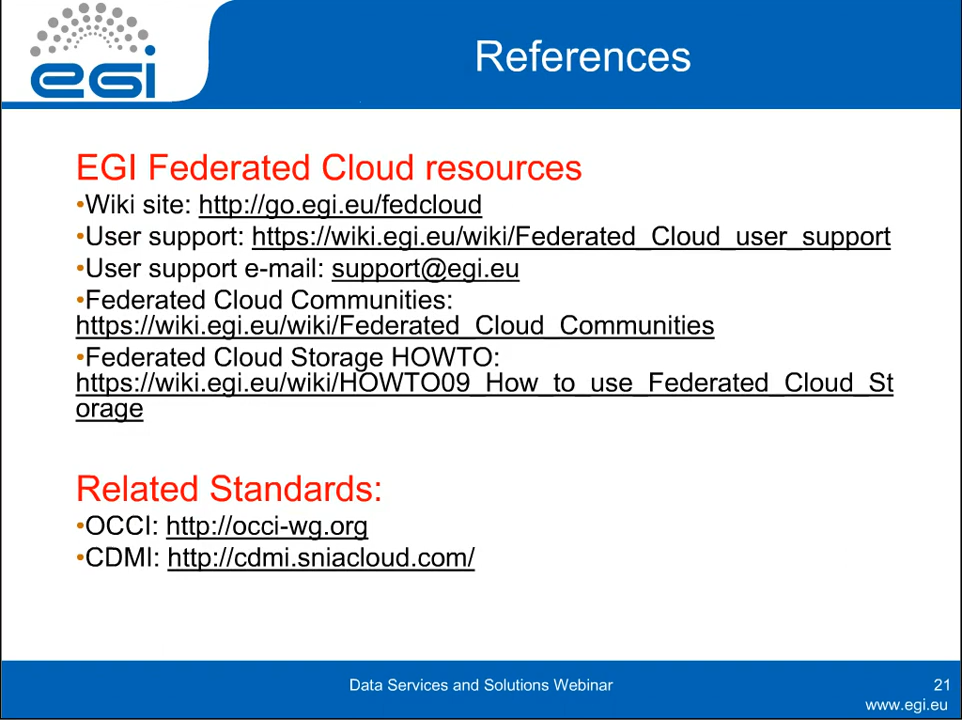 egi
References
EGI Federated Cloud resources
•Wiki site: http://go.egi.eu/fedcloud
•User support: https://wiki.egi.eu/wiki/Federated_Cloud_user_support
•User support e-mail: support@egi.eu
•Federated Cloud Communities:
https://wiki.egi.eu/wiki/Federated_Cloud_Communities
•Federated Cloud Storage HOWTO:
https://wiki.egi.eu/wiki/HOWTO09_How_to_use_Federated_Cloud_St
orage
Related Standards:
•OCCI: http://occi-wg.org
•CDMI: http://cdmi.sniacloud.com/
Data Services and Solutions Webinar
21
www.egi.eu